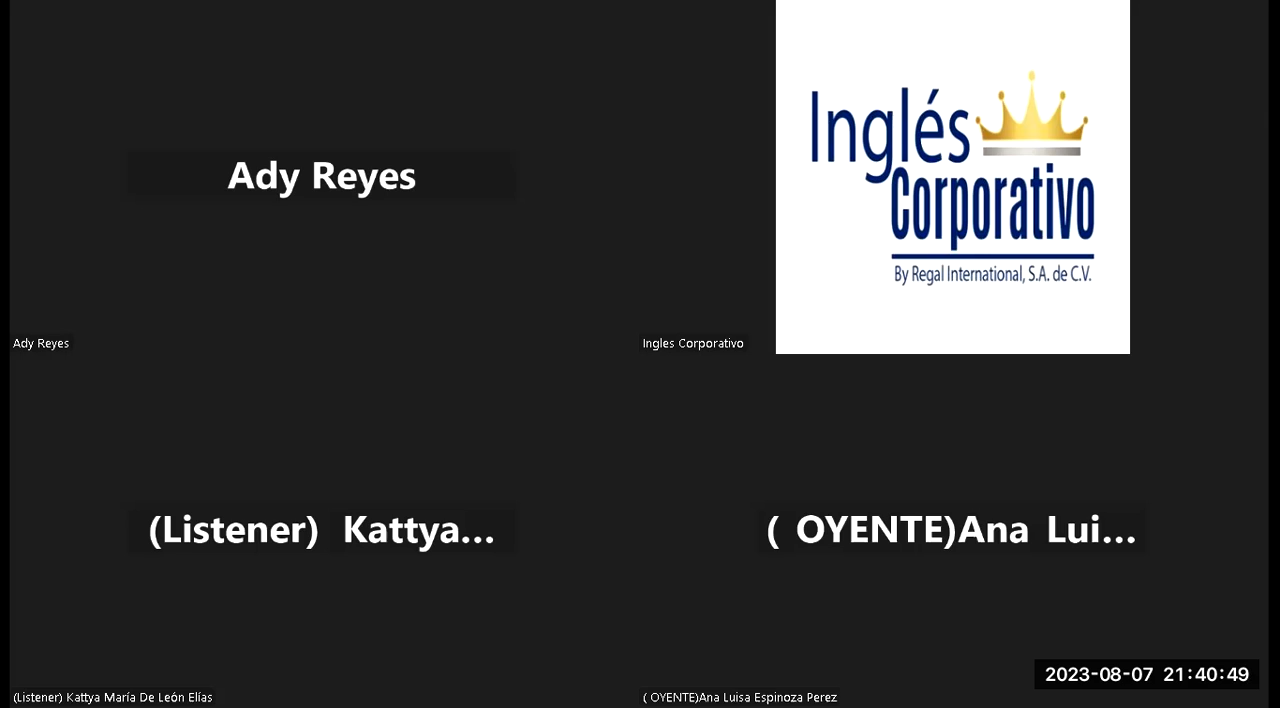 Ady Reyes
Ady Reyes
Inglés
Corporativo
By Regal International, S.A. de C.V.
Ingles Corporativo
(Listener) Kattya...
(Listener) Kattya María De León Elías
( OYENTE)Ana Lui...
( OYENTE)Ana Luisa Espinoza Perez
2023-08-07 21:40:49